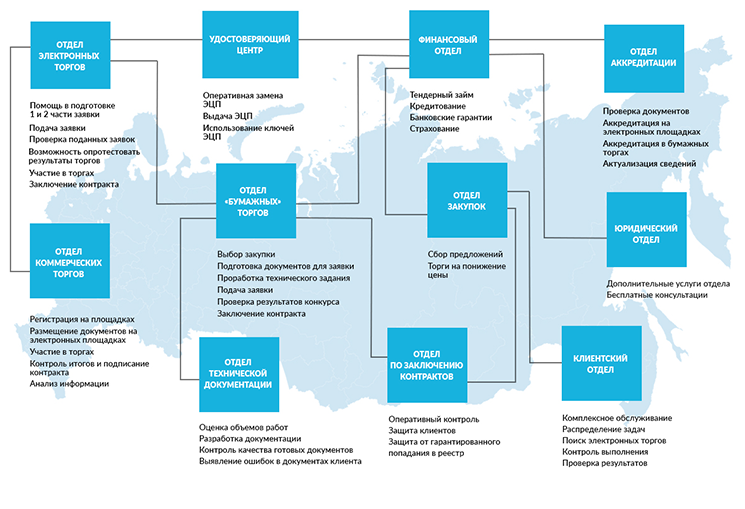 ОТДЕЛ
ЭЛЕКТРОННЫХ
ТОРГОВ
Помощь в подготовке
1 и 2 части заявки
Подача заявки
Проверка поданных заявок
Возможность опротестовать
результаты торгов
Участие в торгах
Заключение контракта
УДОСТОВЕРЯЮЩИЙ
ЦЕНТР
Оперативная замена
ЭЦП
Выдача ЭЦП
Использование ключей
ЭЦП
ФИНАНСОВЫЙ
ОТДЕЛ
Тендерный займ
Кредитование
Банковские гарантии
Страхование
ОТДЕЛ
АККРЕДИТАЦИИ
Проверка документов
Аккредитация на
электронных площадках
Аккредитация в бумажных
торгах
Актуализация сведений
ОТДЕЛ
КОММЕРЧЕСКИХ
ТОРГОВ
Регистрация на площадках
Размещение документов на
электронных площадках
Участие в торгах
Контроль итогов и подписание
контракта
Анализ информации
ОТДЕЛ
«БУМАЖНЫХ»
ТОРГОВ
Выбор закупки
Подготовка документов для заявки
Проработка технического задания
Подача заявки
Проверка результатов конкурса
Заключение контракта
ОТДЕЛ
ЗАКУПОК
Сбор предложений
Торги на понижение
цены
ЮРИДИЧЕСКИЙ
ОТДЕЛ
Дополнительные услуги отдела
Бесплатные консультации
ОТДЕЛ
ТЕХНИЧЕСКОЙ
ДОКУМЕНТАЦИИ
Оценка объемов работ
Разработка документации
Контроль качества готовых документов
Выявление ошибок в документах клиента
ОТДЕЛ
ПО ЗАКЛЮЧЕНИЮ
КОНТРАКТОВ
Оперативный контроль
Защита клиентов
Защита от гарантированного
попадания в реестр
КЛИЕНТСКИЙ
ОТДЕЛ
Комплексное обслуживание
Распределение задач
Поиск электронных торгов
Контроль выполнения
Проверка результатов